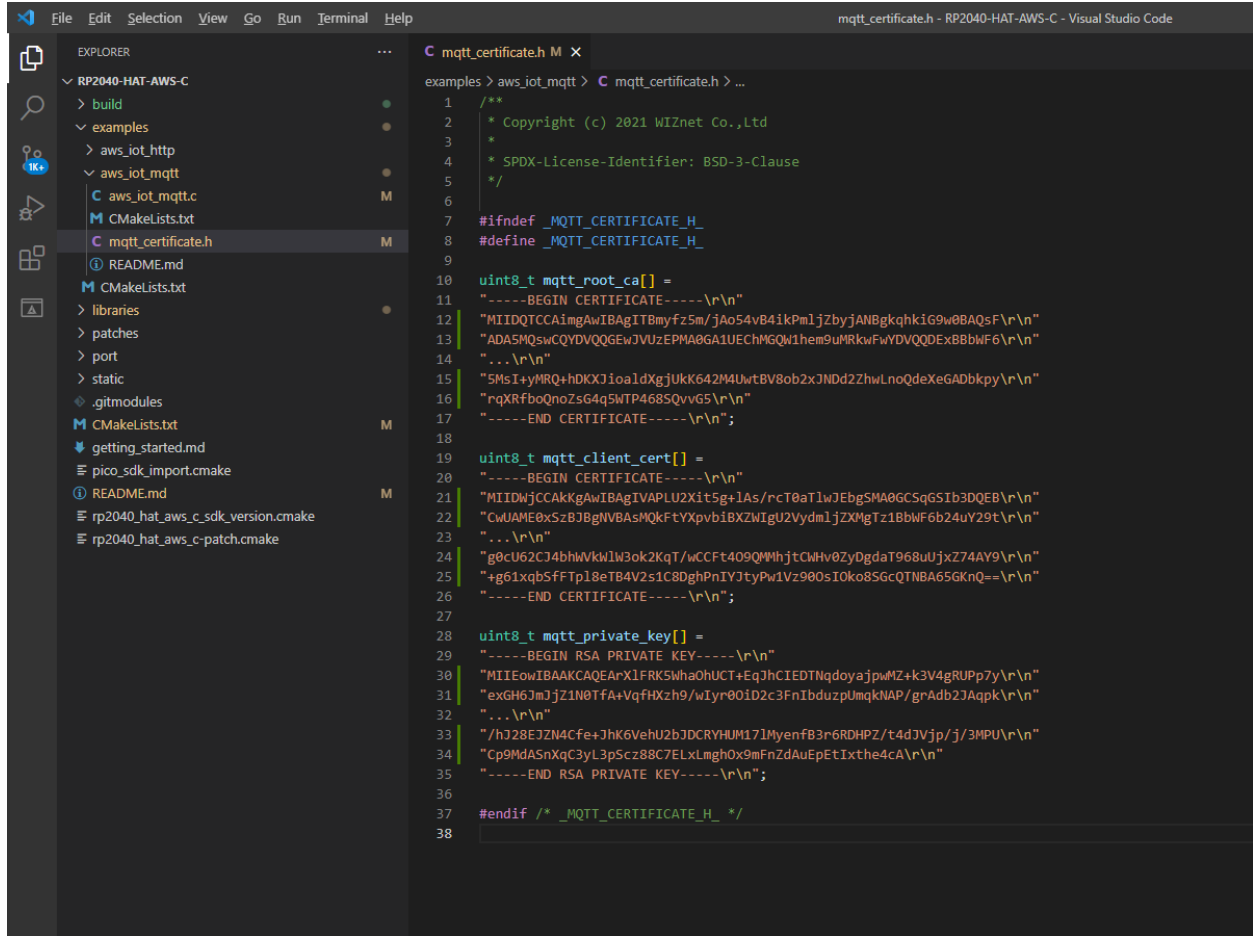 File Edit Selection View Go Run Terminal Help
mqtt_certificate.h - RP2040-HAT-AWS-C - Visual Studio Code
EXPLORER
RP2040-HAT-AWS-C
build
examples
aws_iot_http
aws_iot_mqtt
C aws_iot_mqtt.c M
M CMakeLists.txt
C mqtt_certificate.h M
README.md
M CMakeLists.txt
libraries
patches
port
static
.gitmodules
M CMakeLists.txt M
getting_started.md
pico_sdk_import.cmake
README.md M
rp2040_hat_aws_c_sdk_version.cmake
rp2040_hat_aws_c-patch.cmake
1K+
C mqtt_certificate.h M ×
examples > aws_iot_mqtt > C mqtt_certificate.h > ...
1 /**
2 * Copyright (c) 2021 WIZnet Co.,Ltd
3 *
4 * SPDX-License-Identifier: BSD-3-Clause
5 */
6
7 #ifndef _MQTT_CERTIFICATE_H_
8 #define _MQTT_CERTIFICATE_H_
9
10 uint8_t mqtt_root_ca[] =
11 "-----BEGIN CERTIFICATE-----\r\n"
12 "MIIDQTCCAimgAwIBAgITBmyfz5m/jAo54vB4ikPmljZbyjANBgkqhkiG9w0BAQsF\r\n"
13 "ADA5MQswCQYDVQQGEwJVUzEPMA0GA1UEChMGQW1hem9uMRkwFwYDVQQDExBBbWF6\r\n"
14 "...\r\n"
15 "5MsI+yMRQ+hDKXJioaldXgjUkK642M4UwtBV8ob2xJNDd2ZhwLnoQdeXeGADbkpy\r\n"
16 "rqXRfboQnoZsG4q5WTP468SQvvG5\r\n"
17 "-----END CERTIFICATE-----\r\n";
18
19 uint8_t mqtt_client_cert[] =
20 "-----BEGIN CERTIFICATE-----\r\n"
21 "MIIDWjCCAkKgAwIBAgIVAPLU2Xit5g+lAs/rcT0aTlwJEbgSMA0GCSqGSIb3DQEB\r\n"
22 "CwUAME0xSzBJBgNVBAsMQkFtYXpvbiBXZWIgU2VydmljZXMgTz1BbWF6b24uY29t\r\n"
23 "...\r\n"
24 "g0cU62CJ4bhWVkWlW3ok2KqT/wCCFt4O9QMMhjtCWHv0ZyDgdaT968uUjxZ74AY9\r\n"
25 "+g61xqbSfFTpl8eTB4V2s1C8DghPnIYJtyPw1Vz90OsIOko8SGcQTNBA65GKnQ==\r\n"
26 "-----END CERTIFICATE-----\r\n";
27
28 uint8_t mqtt_private_key[] =
29 "-----BEGIN RSA PRIVATE KEY-----\r\n"
30 "MIIEowIBAAKCAQEArXlFRK5WhaOhUCT+EqJhCIEDTNqdoyajpwMZ+k3V4gRUPp7y\r\n"
31 "exGH6JmJjZ1N0TfA+VqfHXzh9/wIyr0OiD2c3FnIbduzpUmqkNAP/grAdb2JAqpk\r\n"
32 "...\r\n"
33 "/hJ28EJZN4Cfe+JhK6VehU2bJDCRYHUM17lMyenfB3r6RDHPZ/t4dJVjp/j/3MPU\r\n"
34 "Cp9MdASnXqC3yL3pScz88C7ELxLmghOx9mFnZdAuEpEtIxthe4cA\r\n"
35 "-----END RSA PRIVATE KEY-----\r\n";
36
37 #endif /* _MQTT_CERTIFICATE_H_ */
38